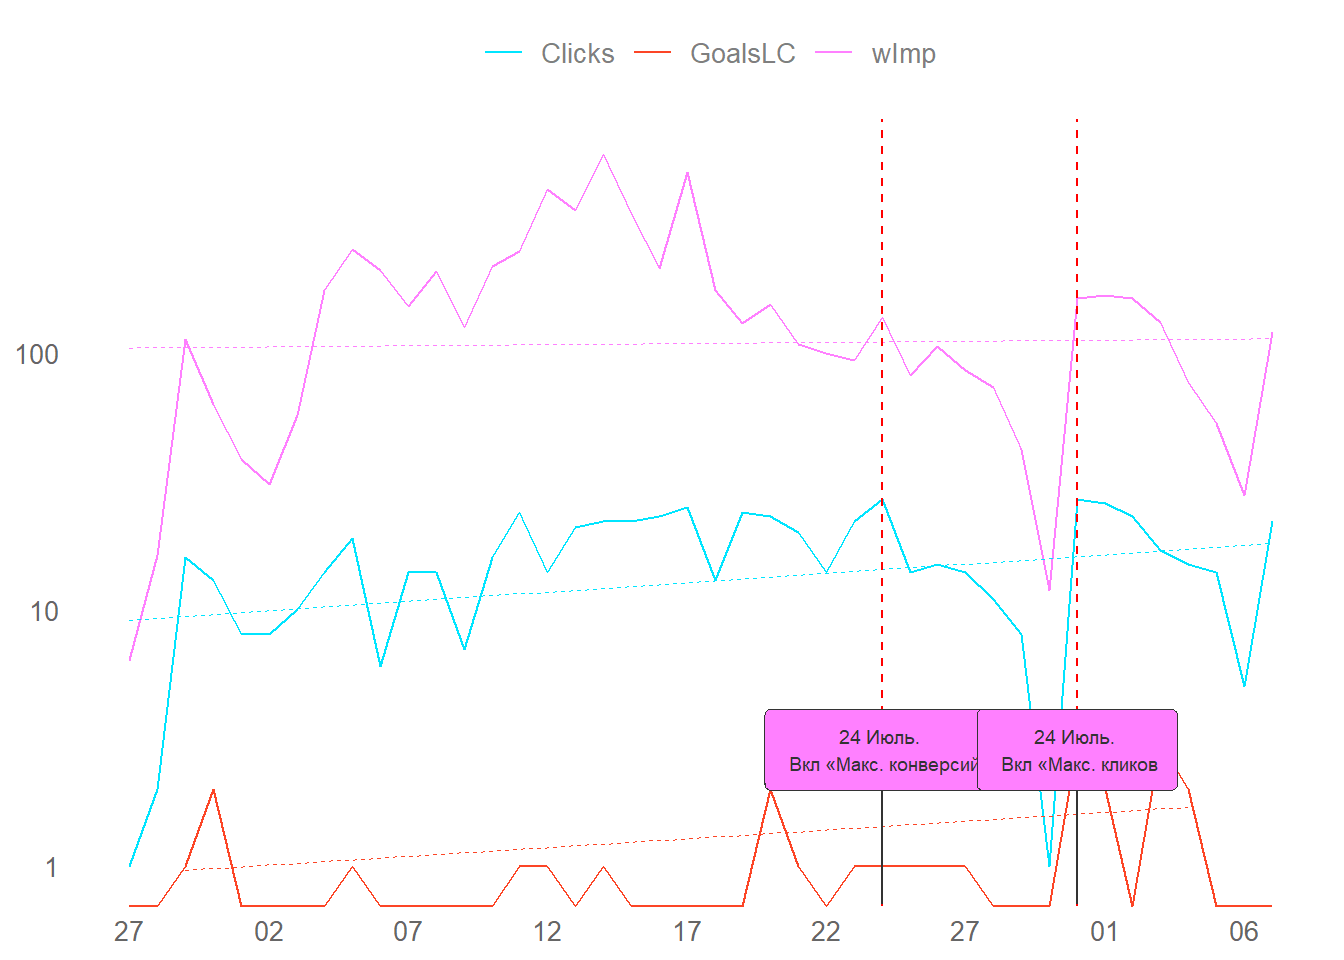 Clicks GoalsLC wImp
100
10
1
24 Июль.
Вкл «Макс. конверсий
24 Июль.
Вкл «Макс. кликов
27 02 07 12 17 22 27 01 06